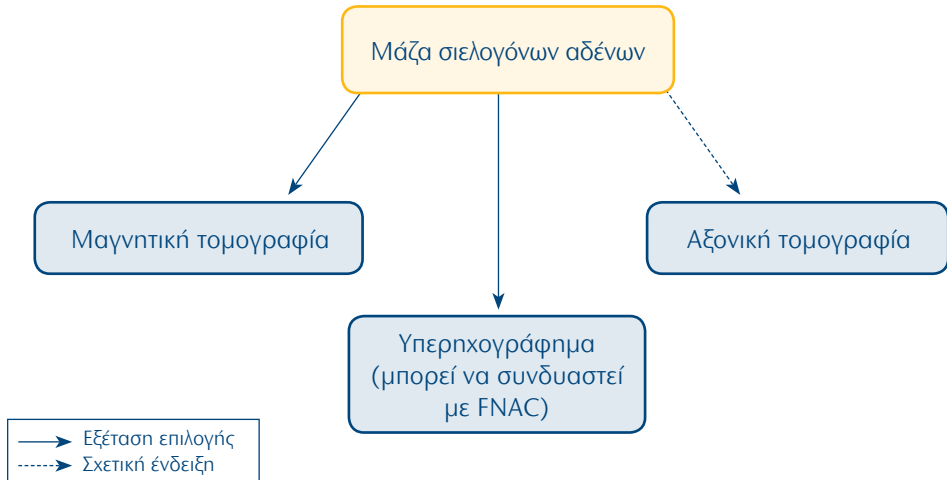 Μάζα σιελογόνων αδένων
Μαγνητική τομογραφία
Αξονική τομογραφία
Υπερηχογράφημα
(μπορεί να συνδυαστεί
με FNAC)
Εξέταση επιλογής
Σχετική ένδειξη